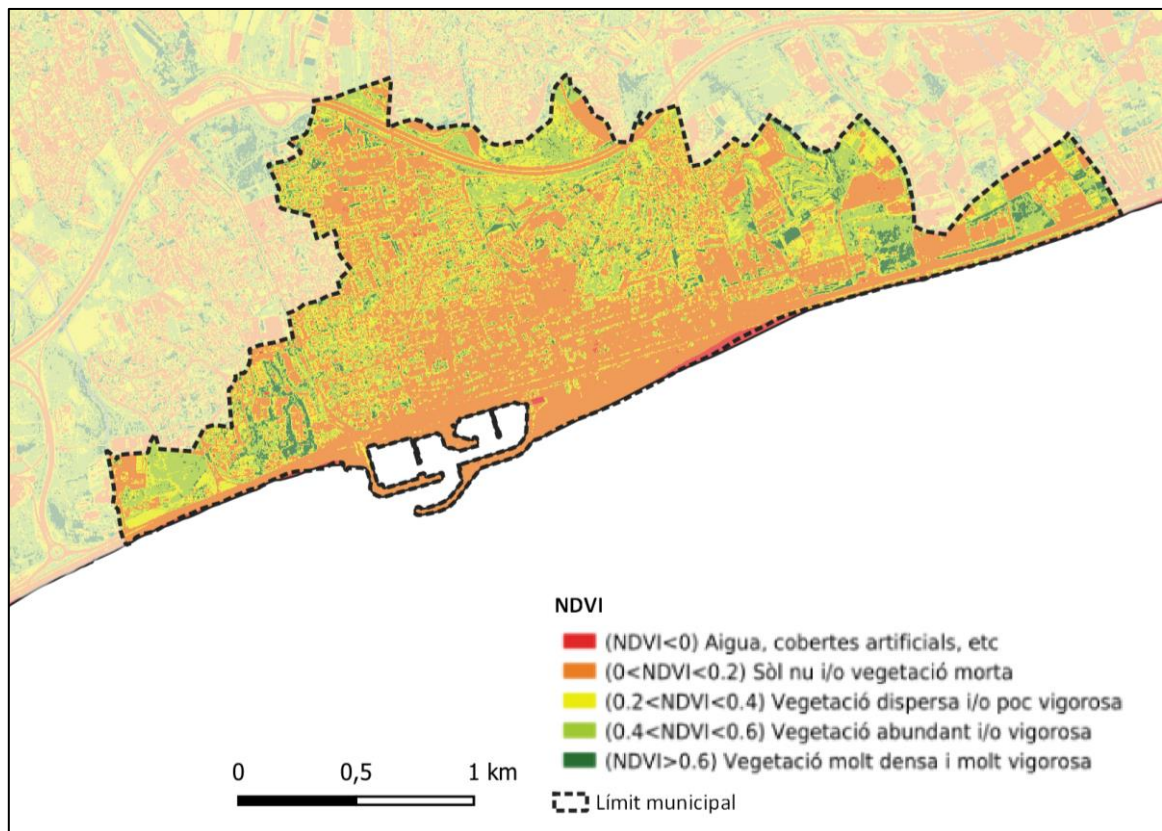 NDVI
(NDVI<0) Aigua, cobertes artificials, etc
(0<NDVI<0.2) Sòl nu i/o vegetació morta
(0.2<NDVI<0.4) Vegetació dispersa i/o poc vigorosa
(0.4<NDVI<0.6) Vegetació abundant i/o vigorosa
(NDVI>0.6) Vegetació molt densa i molt vigorosa
Límit municipal
0 0,5 1 km